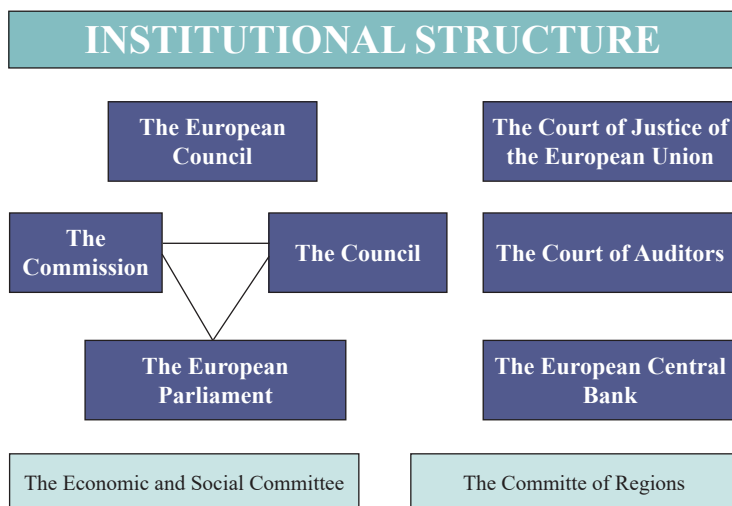 INSTITUTIONAL STRUCTURE
The European
Council
The Court of Justice of
the European Union
The
Commission
The Council
The Court of Auditors
The European
Parliament
The European Central
Bank
The Economic and Social Committee
The Committe of Regions